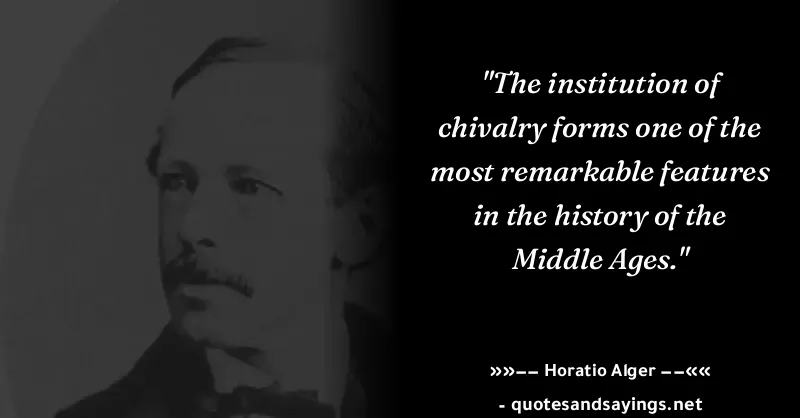 "The institution of
chivalry forms one of the
most remarkable features
in the history of the
Middle Ages."
»»−− Horatio Alger −−««
- quotesandsayings.net